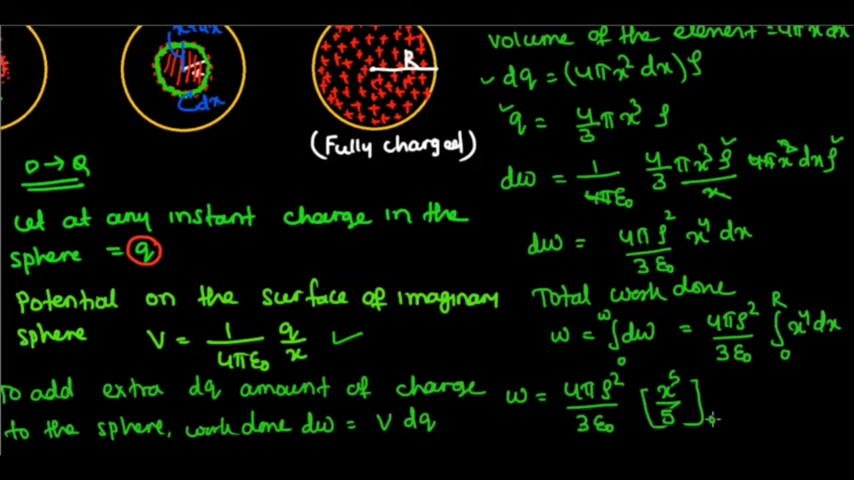 x+dx
dx
R
(Fully charged)
0 → Q
Let at any instant charge in the
sphere = q
Potential on the surface of imaginary
sphere V = 1/4πε₀ q/x ✓
To add extra dq amount of charge
to the sphere, work done dw = V dq
volume of the element = 4πx²dx
✓ dq = (4πx² dx) ρ
✓ q = 4/3 πx³ ρ
dw = 1/4πε₀ 4/3 πx³ρ/x 4πx²dxρ
dw = 4πρ²/3ε₀ x⁴ dx
Total work done
w = ∫₀ʷ dw = 4πρ²/3ε₀ ∫₀ᴿ x⁴dx
w = 4πρ²/3ε₀ [x⁵/5]